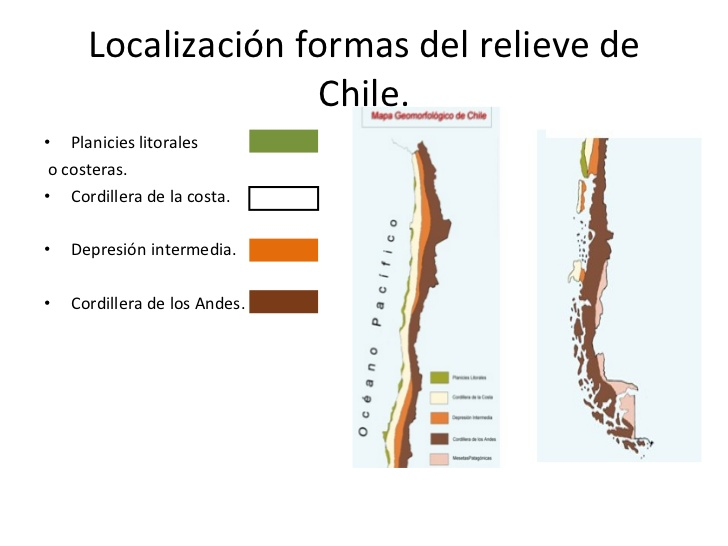 Localización formas del relieve de
Chile.
• Planicies litorales
o costeras.
• Cordillera de la costa.
• Depresión intermedia.
• Cordillera de los Andes.
Mapa Geomorfológico de Chile
Océano Pacífico
Planicies Litorales
Cordillera de la Costa
Depresión Intermedia
Cordillera de los Andes
MesetasPatagónicas